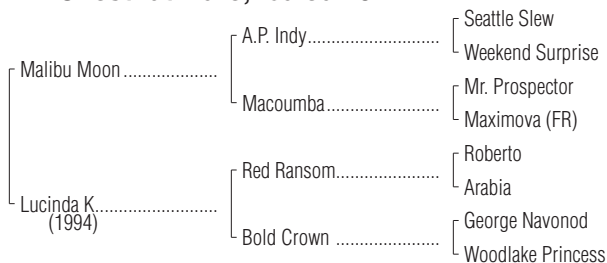 Seattle Slew
A.P. Indy
Weekend Surprise
Malibu Moon
Mr. Prospector
Macoumba
Maximova (FR)
Roberto
Red Ransom
Arabia
Lucinda K
(1994)
George Navonod
Bold Crown
Woodlake Princess